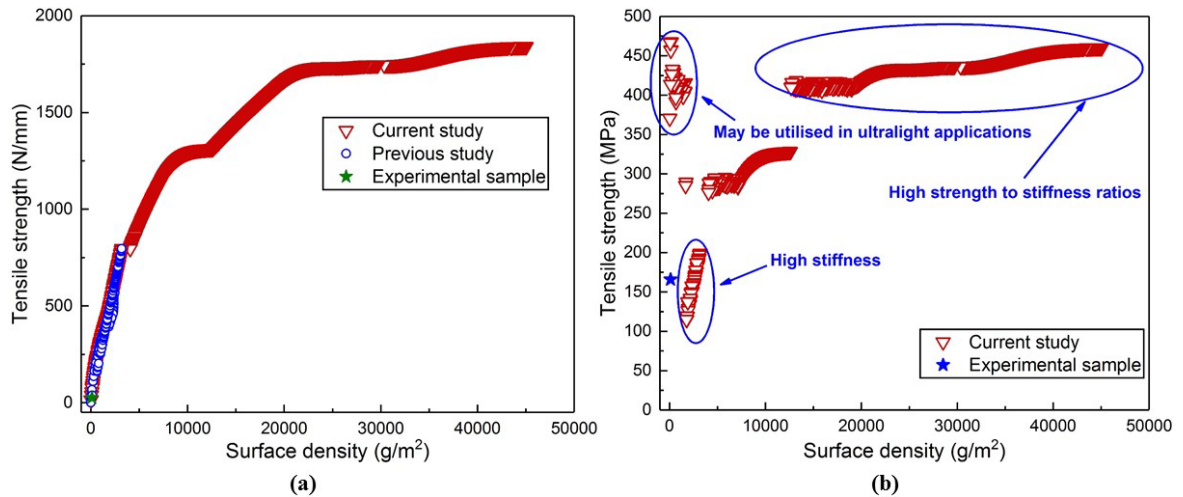 (a)
2000
1500
1000
500
0
Tensile strength (N/mm)
Current study
Previous study
Experimental sample
0 10000 20000 30000 40000 50000
Surface density (g/m²)
(a)
(b)
500
450
400
350
300
250
200
150
100
50
0
Tensile strength (MPa)
May be utilised in ultralight applications
High strength to stiffness ratios
High stiffness
Current study
Experimental sample
0 10000 20000 30000 40000 50000
Surface density (g/m²)
(b)